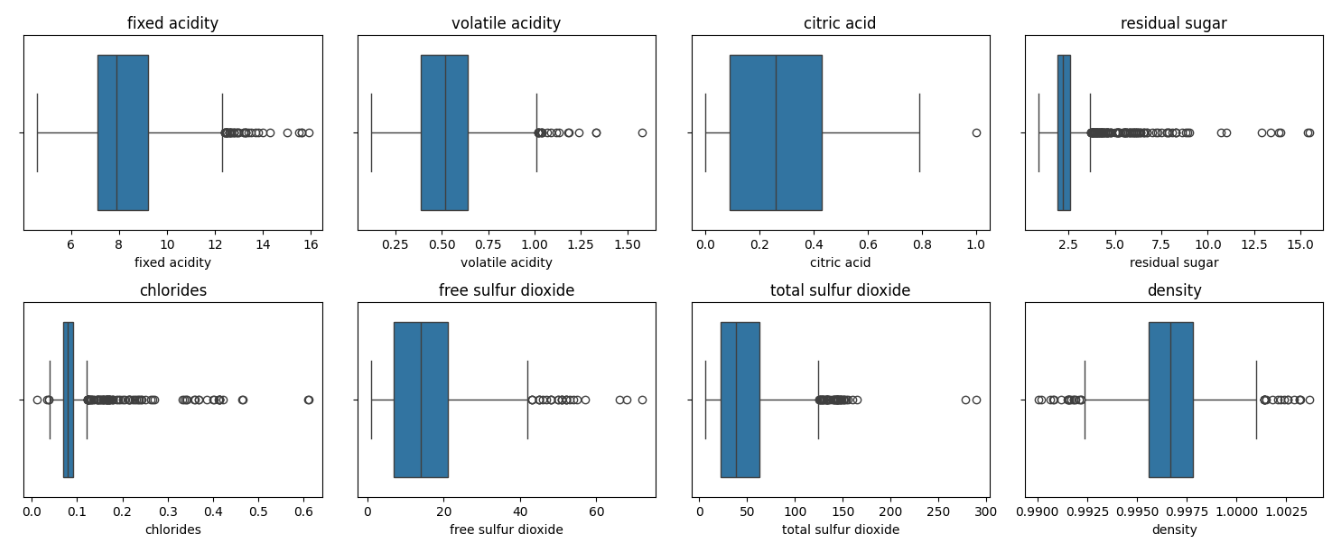 fixed acidity volatile acidity citric acid residual sugar
6 8 10 12 14 16 0.25 0.50 0.75 1.00 1.25 1.50 0.0 0.2 0.4 0.6 0.8 1.0 2.5 5.0 7.5 10.0 12.5 15.0
fixed acidity volatile acidity citric acid residual sugar
chlorides free sulfur dioxide total sulfur dioxide density
0.0 0.1 0.2 0.3 0.4 0.5 0.6 0 20 40 60 0 50 100 150 200 250 300 0.9900 0.9925 0.9950 0.9975 1.0000 1.0025
chlorides free sulfur dioxide total sulfur dioxide density